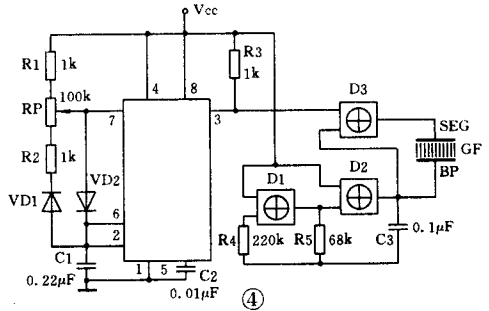 Vcc
R1 1k
R3
1k
4 8
D3
RP 100k
7 3
SEG
GF
BP
R2 1k
VD1 VD2
D1 D2
6
2
R4 220k R5 68k C3 0.1μF
C1
0.22μF
1 5 C2
0.01μF
④